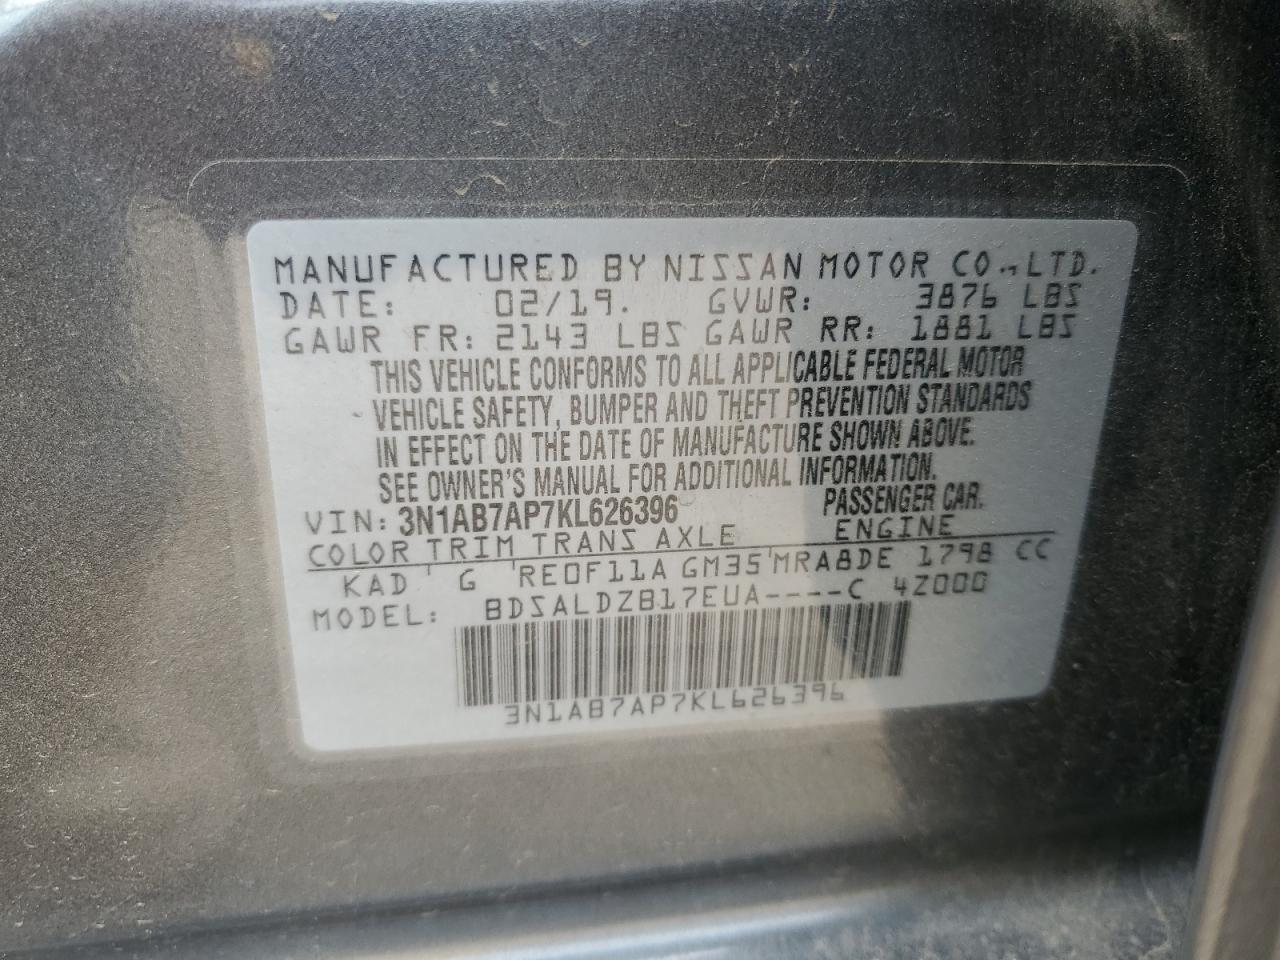 MANUFACTURED BY NISSAN MOTOR CO., LTD.
DATE: 02/19. GVWR: 3876 LBS
GAWR FR: 2143 LBS GAWR RR: 1881 LBS
THIS VEHICLE CONFORMS TO ALL APPLICABLE FEDERAL MOTOR
VEHICLE SAFETY, BUMPER AND THEFT PREVENTION STANDARDS
IN EFFECT ON THE DATE OF MANUFACTURE SHOWN ABOVE.
SEE OWNER'S MANUAL FOR ADDITIONAL INFORMATION.
VIN: 3N1AB7AP7KL626396 PASSENGER CAR.
COLOR TRIM TRANS AXLE ENGINE
KAD ' G 'RE0F11A GM35'MRA8DE 1798 CC
MODEL: BDSALDZB17EUA----C 4Z000
3N1AB7AP7KL626396